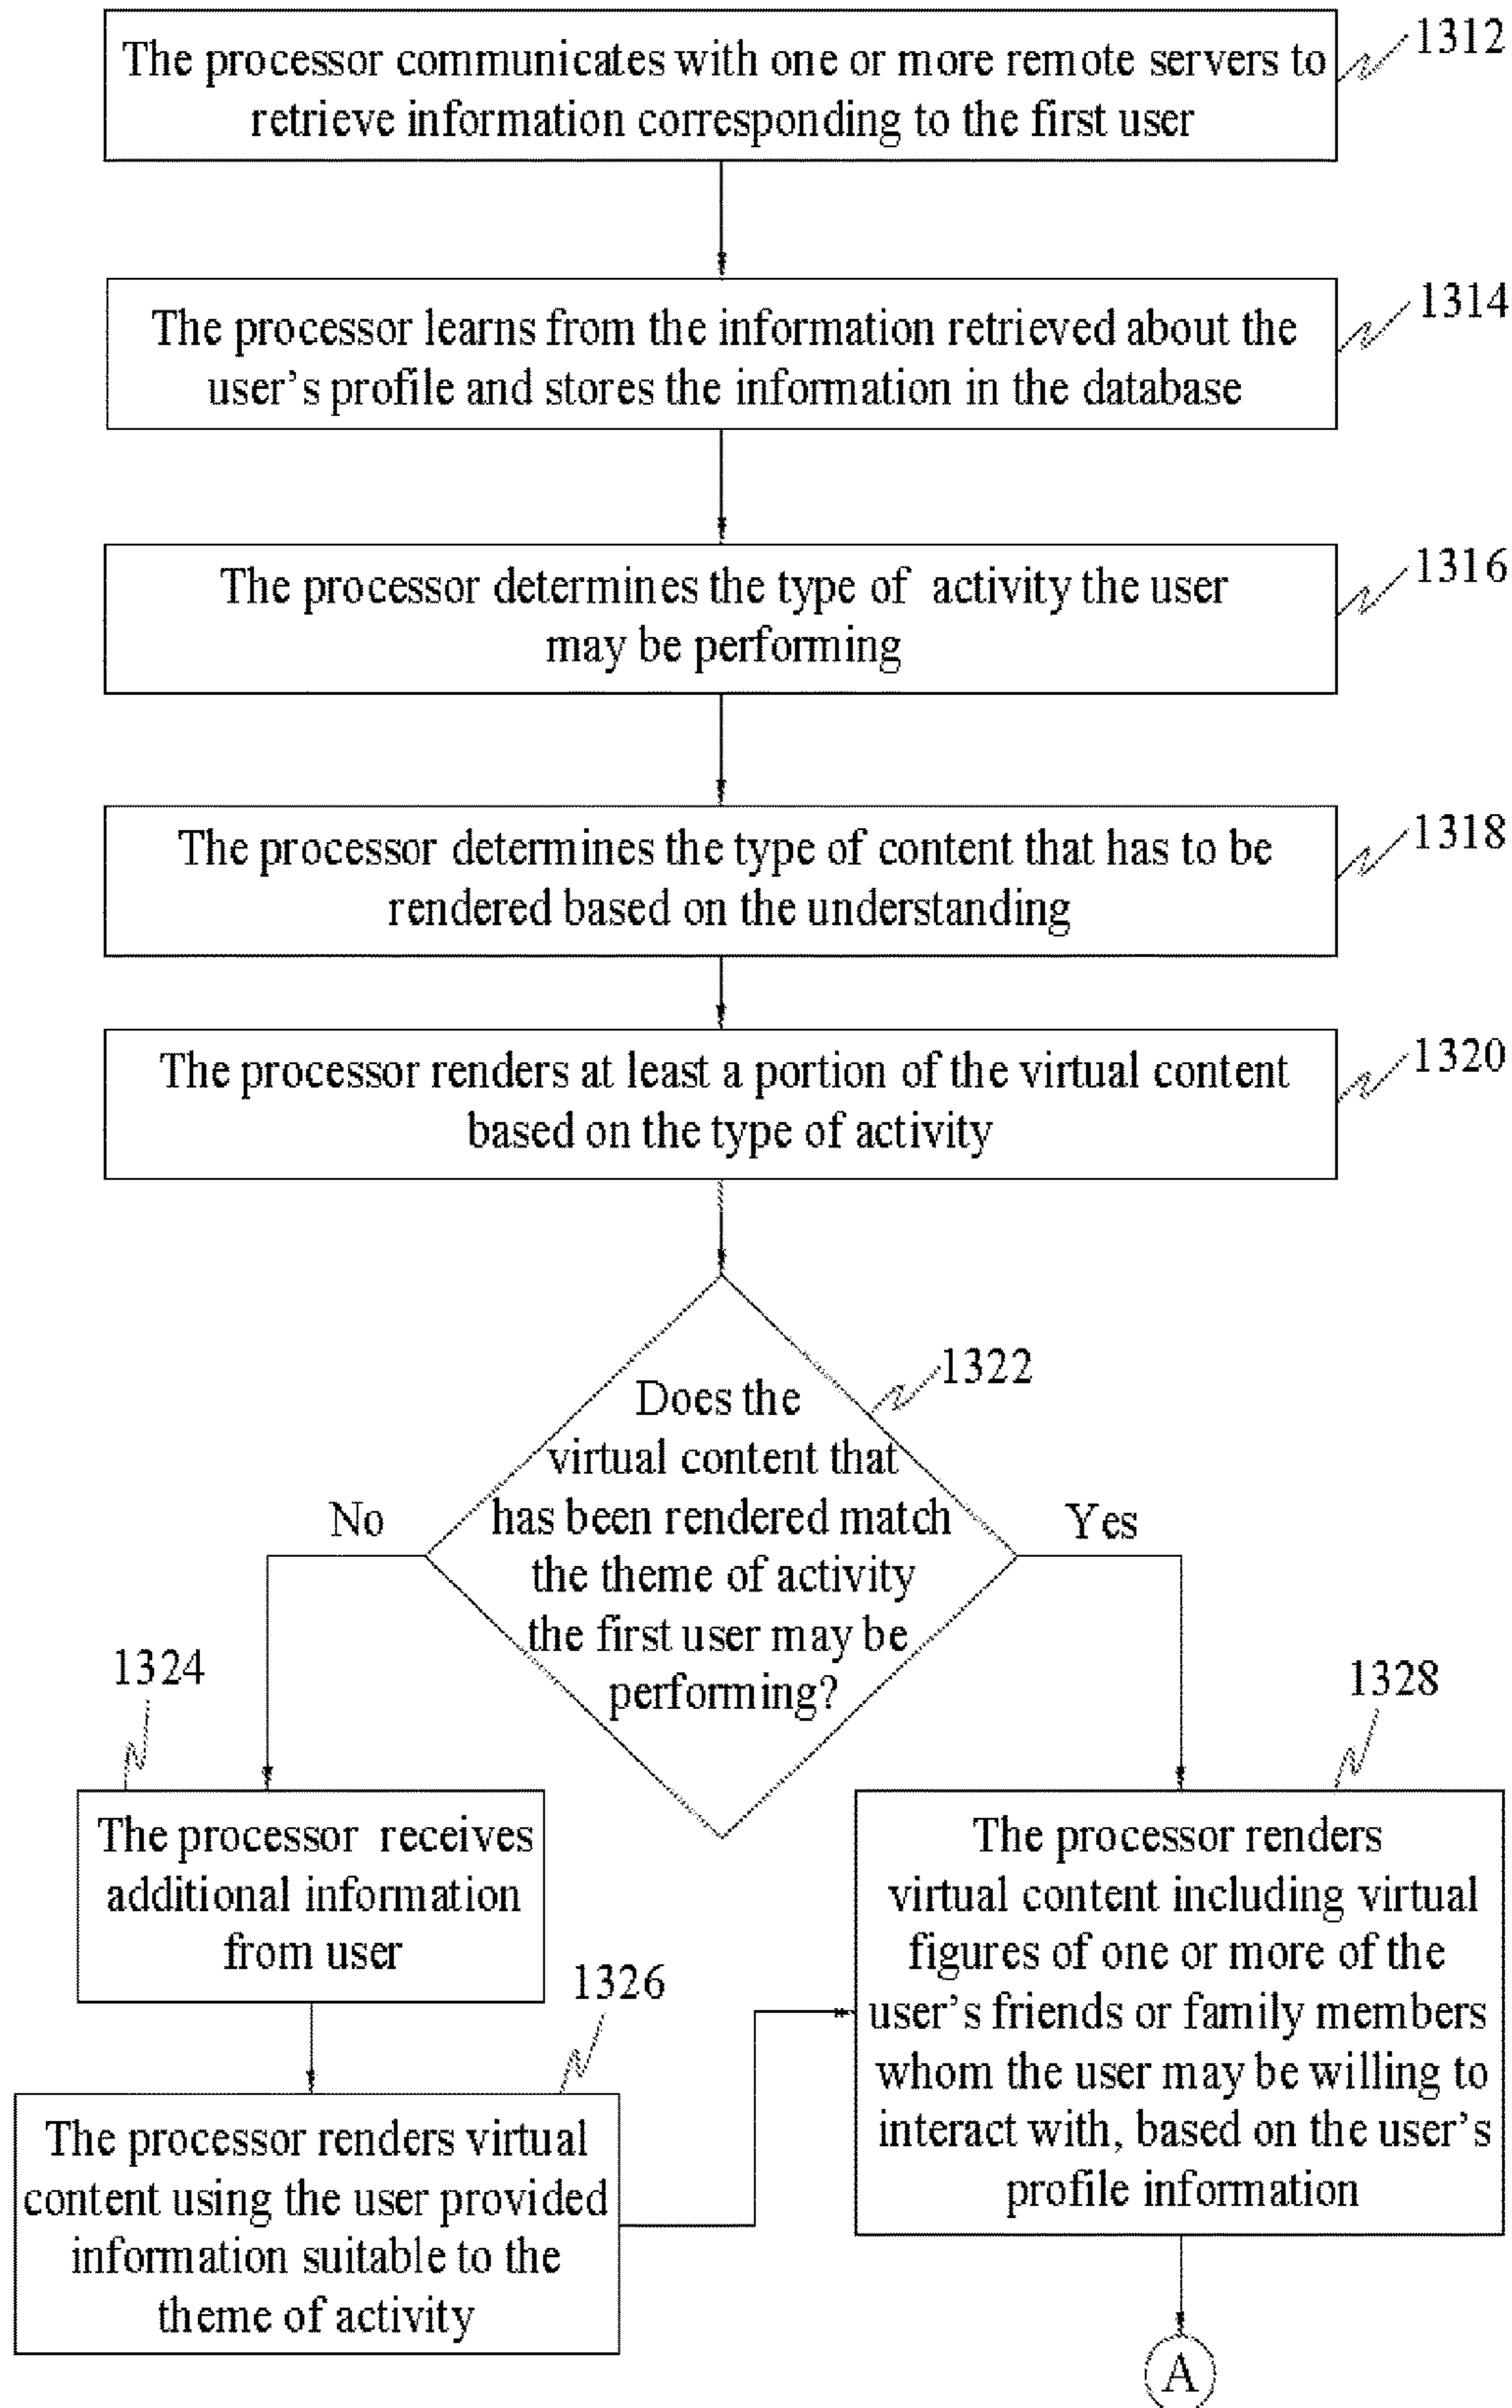 The processor communicates with one or more remote servers to
retrieve information corresponding to the first user
1312
The processor learns from the information retrieved about the
user's profile and stores the information in the database
1314
The processor determines the type of activity the user
may be performing
1316
The processor determines the type of content that has to be
rendered based on the understanding
1318
The processor renders at least a portion of the virtual content
based on the type of activity
1320
1322
Does the
virtual content that
has been rendered match
the theme of activity
the first user may be
performing?
No
Yes
1324
The processor receives
additional information
from user
1326
The processor renders virtual
content using the user provided
information suitable to the
theme of activity
1328
The processor renders
virtual content including virtual
figures of one or more of the
user's friends or family members
whom the user may be willing to
interact with, based on the user's
profile information
A